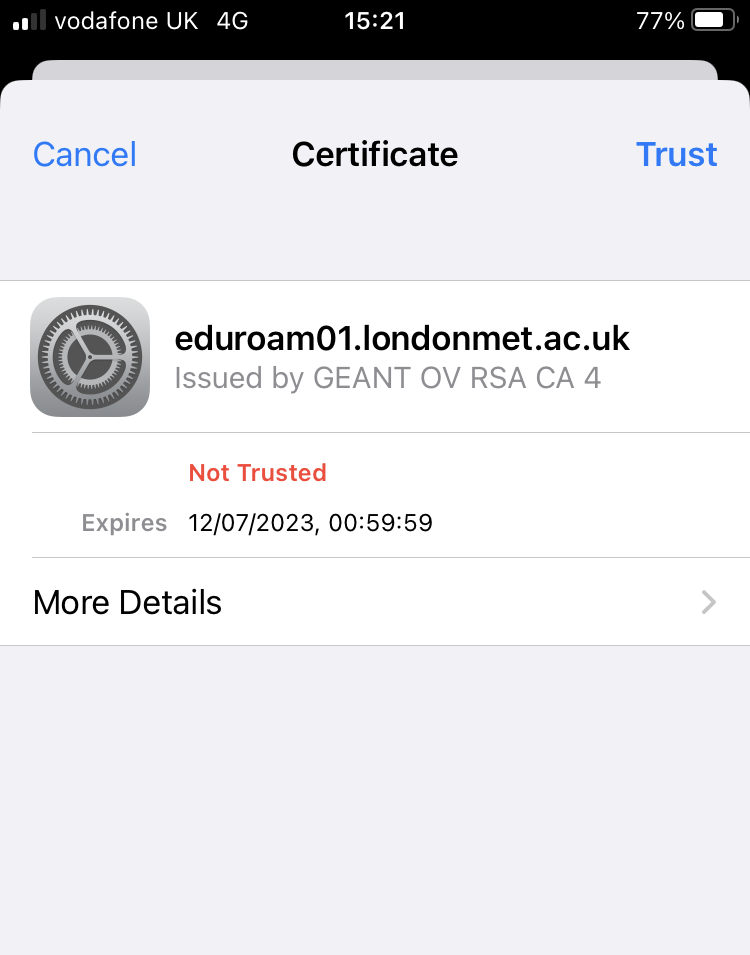 vodafone UK 4G 15:21 77%
Cancel Certificate Trust
eduroam01.londonmet.ac.uk
Issued by GEANT OV RSA CA 4
Not Trusted
Expires 12/07/2023, 00:59:59
More Details